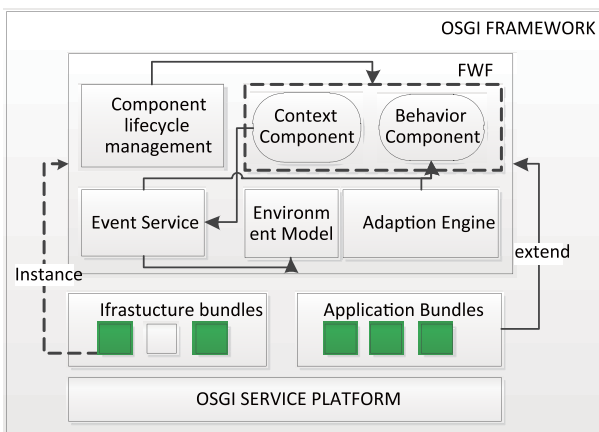 OSGI FRAMEWORK
FWF
Component
lifecycle
management
Context
Component
Behavior
Component
Event Service
Environm
ent Model
Adaption Engine
Instance
extend
Ifrastucture bundles
Application Bundles
OSGI SERVICE PLATFORM